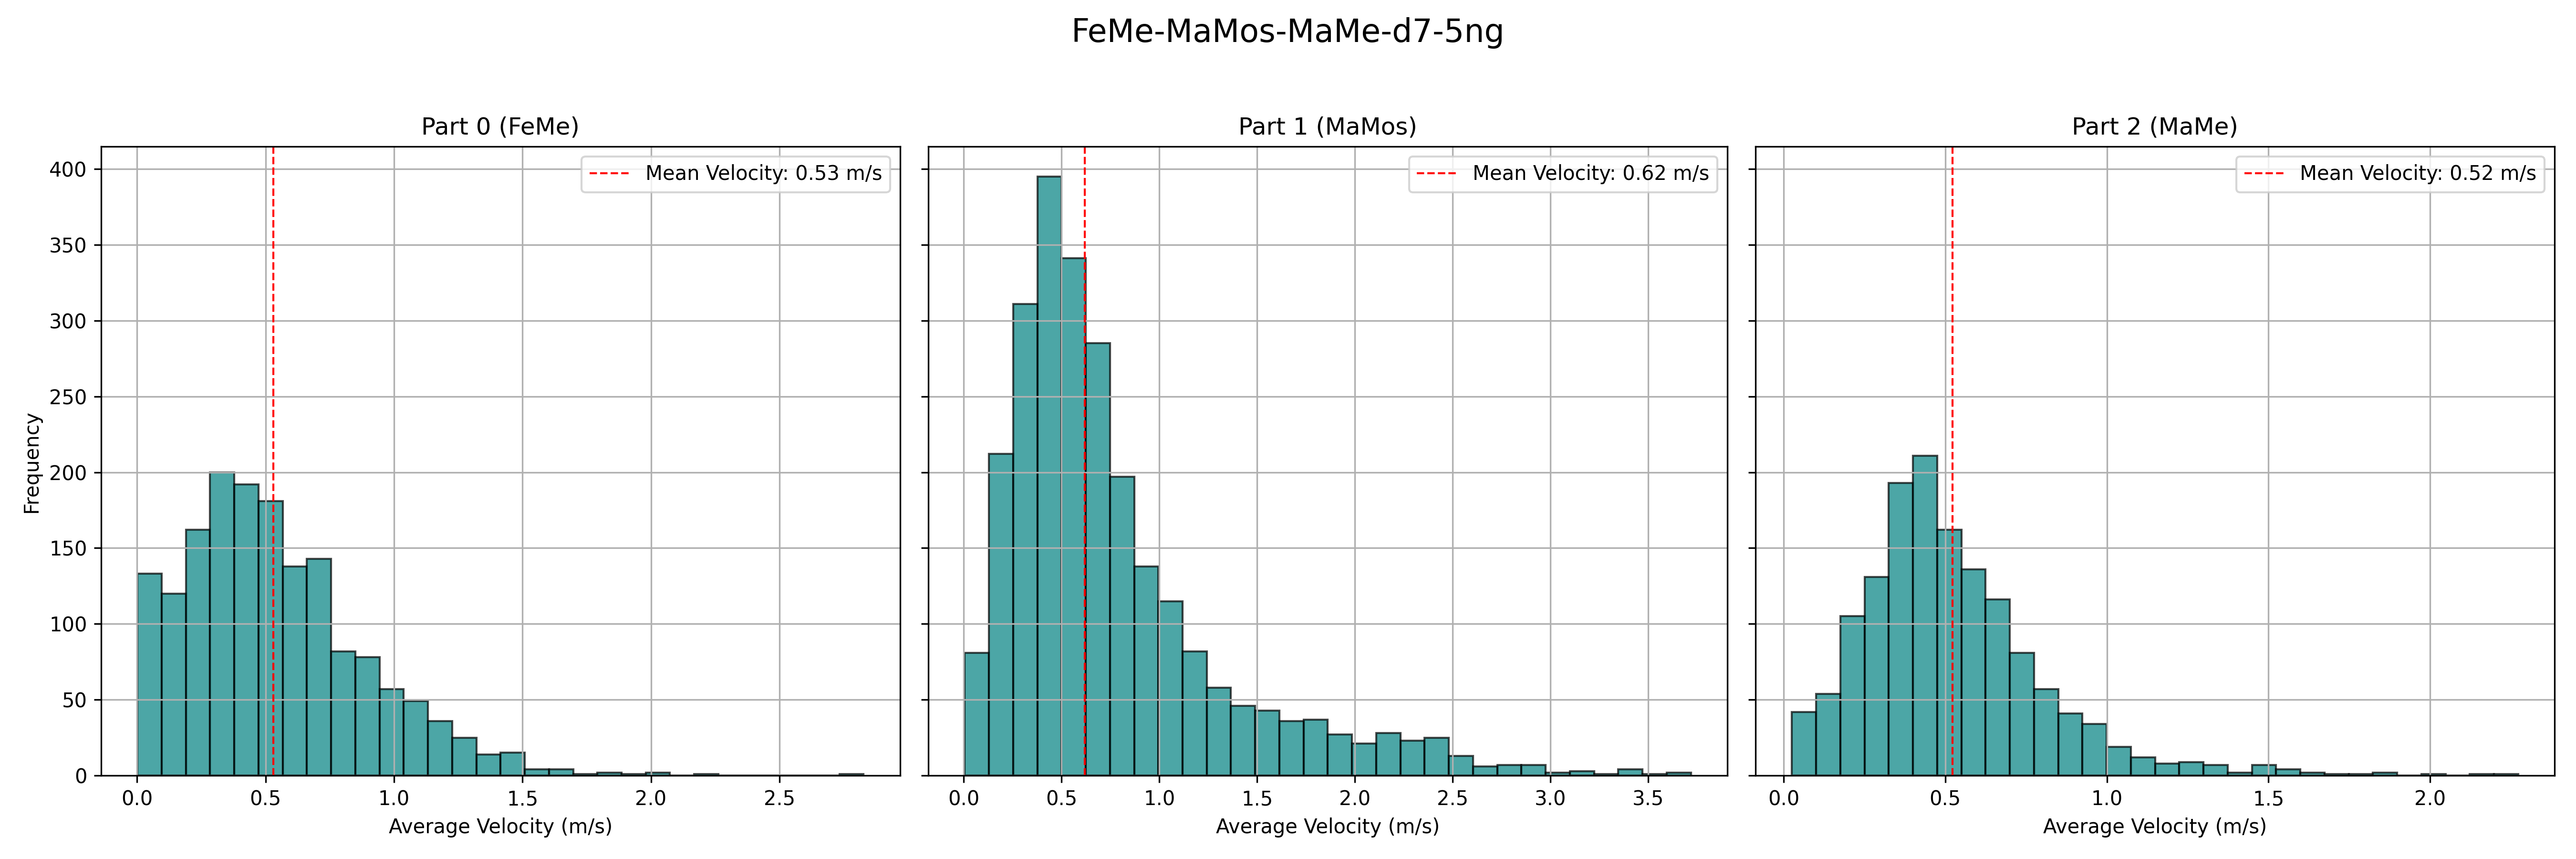 FeMe-MaMos-MaMe-d7-5ng
Part 0 (FeMe)
Mean Velocity: 0.53 m/s
400
350
300
250
200
150
100
50
0
Frequency
0.0 0.5 1.0 1.5 2.0 2.5
Average Velocity (m/s)
Part 1 (MaMos)
Mean Velocity: 0.62 m/s
0.0 0.5 1.0 1.5 2.0 2.5 3.0 3.5
Average Velocity (m/s)
Part 2 (MaMe)
Mean Velocity: 0.52 m/s
0.0 0.5 1.0 1.5 2.0
Average Velocity (m/s)